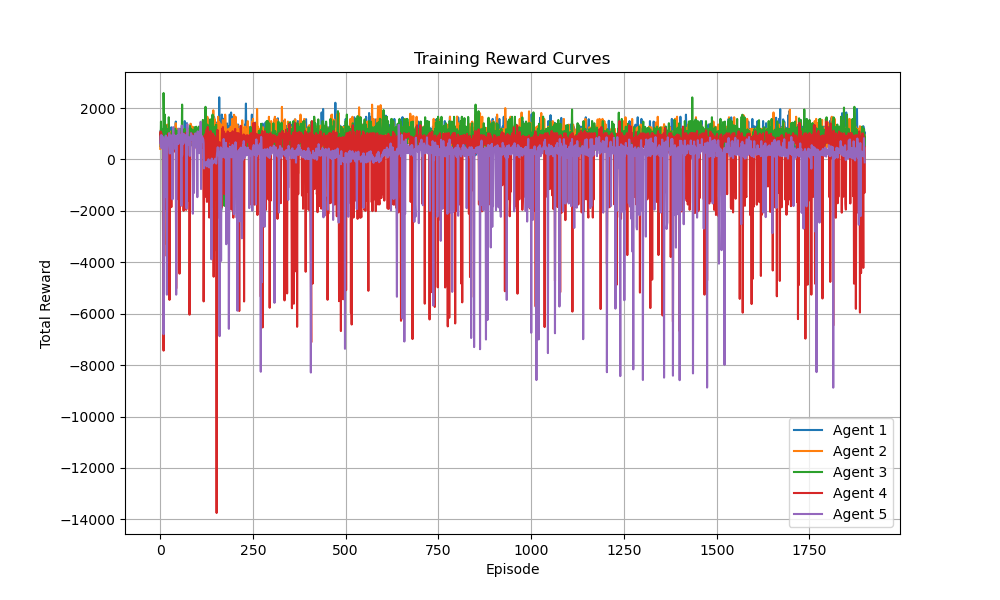 Training Reward Curves
Total Reward
2000
0
−2000
−4000
−6000
−8000
−10000
−12000
−14000
0 250 500 750 1000 1250 1500 1750
Episode
Agent 1
Agent 2
Agent 3
Agent 4
Agent 5